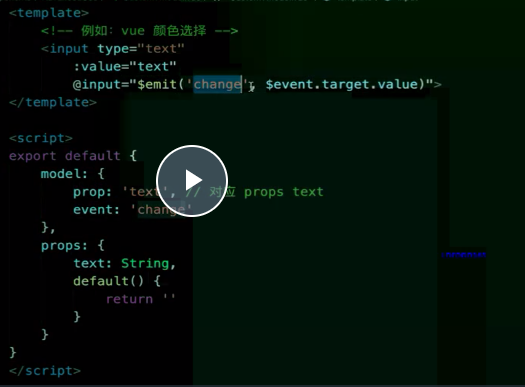 <template>
<!-- 例如：vue 颜色选择 -->
<input type="text"
:value="text"
@input="$emit('change', $event.target.value)">
</template>
<script>
export default {
model: {
prop: 'text', // 对应 props text
event: 'change'
},
props: {
text: String,
default() {
return ''
}
}
}
</script>